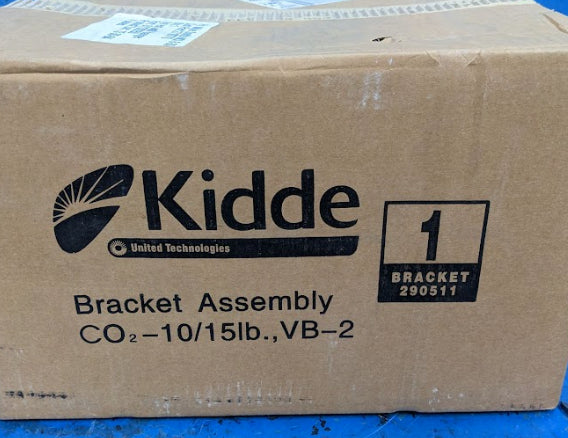 Kidde
United Technologies
1
BRACKET
290511
Bracket Assembly
CO₂-10/15lb.,VB-2